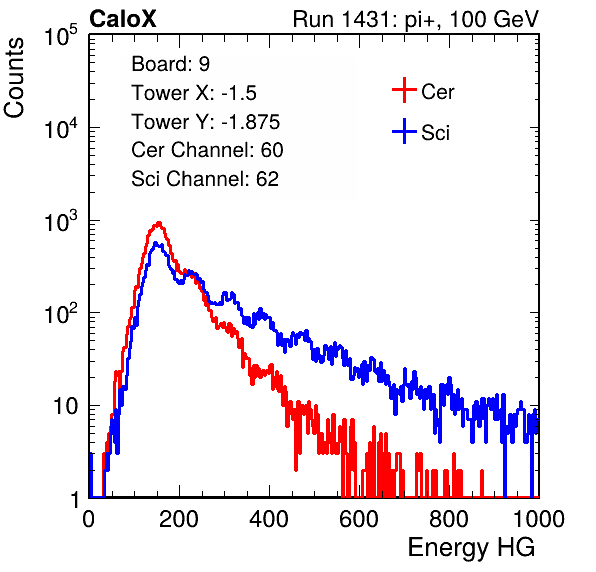 CaloX Run 1431: pi+, 100 GeV
Counts
Board: 9
Tower X: -1.5
Tower Y: -1.875
Cer Channel: 60
Sci Channel: 62
Cer
Sci
10^5
10^4
10^3
10^2
10
1
0 200 400 600 800 1000
Energy HG